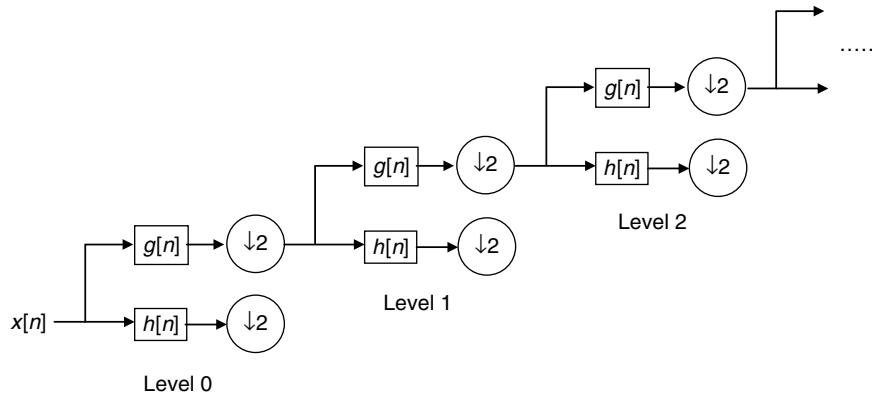 .....
g[n] ↓2
h[n] ↓2
Level 2
g[n] ↓2
h[n] ↓2
Level 1
g[n] ↓2
x[n] h[n] ↓2
Level 0